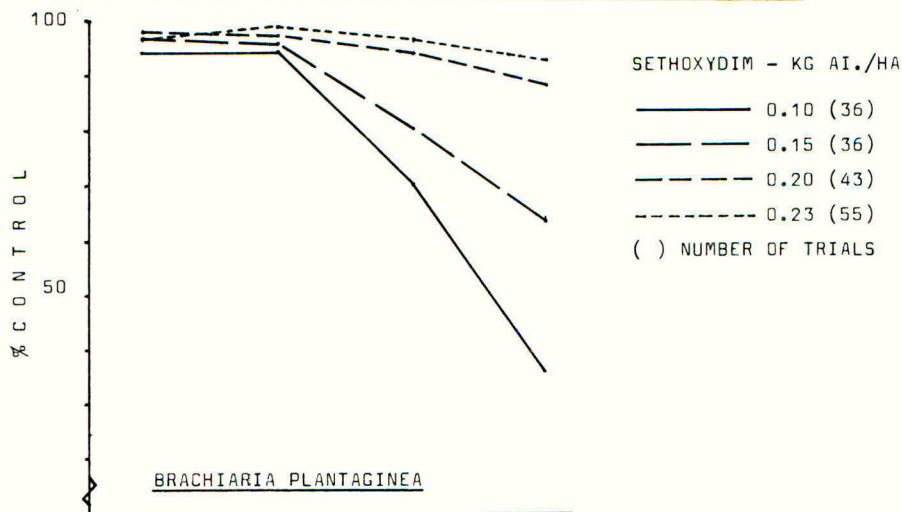 100
50
% CONTROL
SETHOXYDIM - KG AI./HA
0.10 (36)
0.15 (36)
0.20 (43)
0.23 (55)
( ) NUMBER OF TRIALS
BRACHIARIA PLANTAGINEA